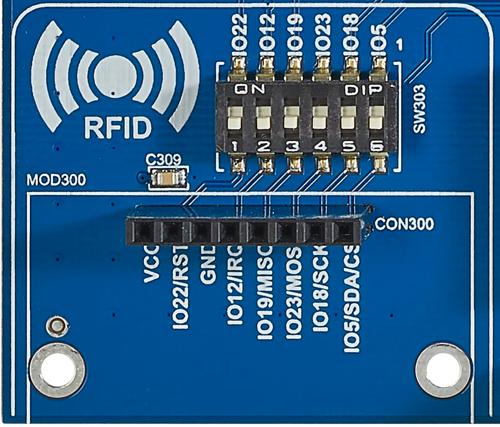 IO22
IO12
IO19
IO23
IO18
IO5
1
ON DIP
SW303
1 2 3 4 5 6
RFID
C309
MOD300
CON300
VCC
IO22/RST
GND
IO12/IRQ
IO19/MISO
IO23/MOSI
IO18/SCK
IO5/SDA/CS